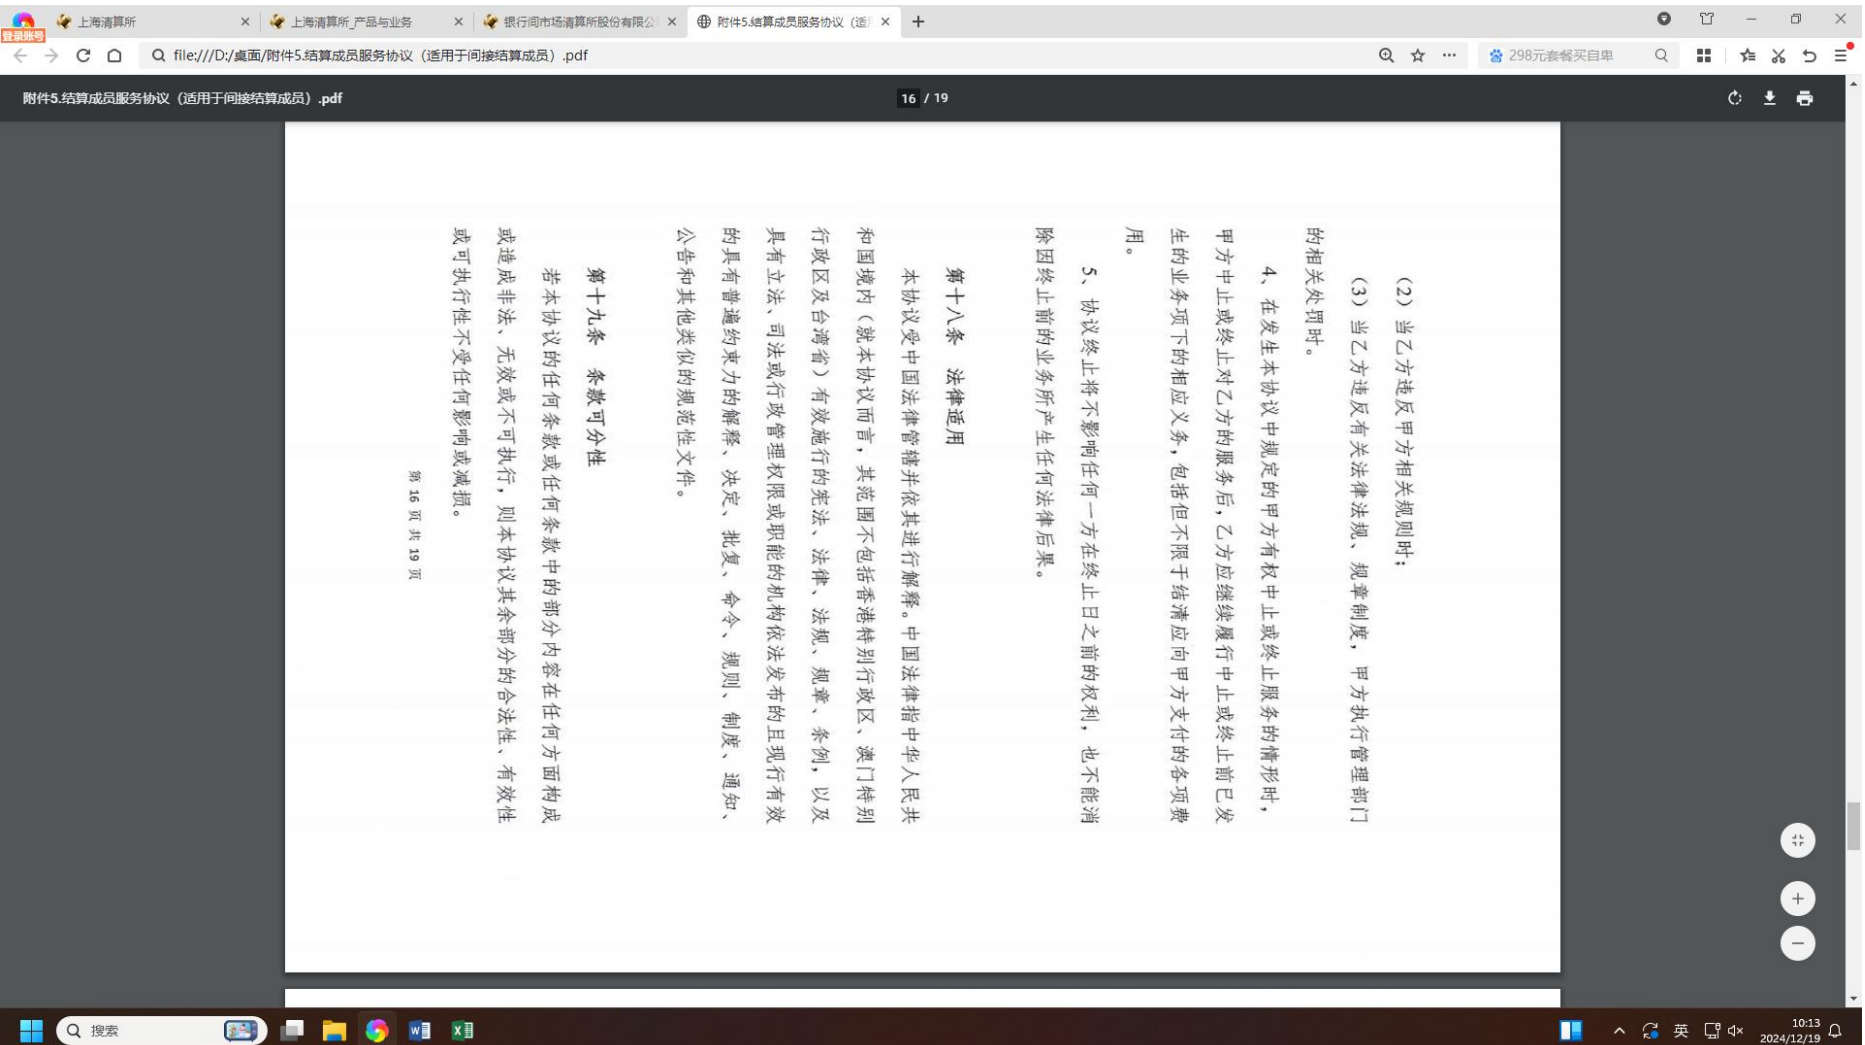 上海清算所
上海清算所_产品与业务
银行间市场清算所股份有限公
附件5.结算成员服务协议（适
登录账号
file:///D:/桌面/附件5.结算成员服务协议（适用于间接结算成员）.pdf
298元套餐买自卑
附件5.结算成员服务协议（适用于间接结算成员）.pdf
16 / 19
（2）当乙方违反甲方相关规则时；
（3）当乙方违反有关法律法规、规章制度，甲方执行管理部门
的相关处罚时。
4、在发生本协议中规定的甲方有权中止或终止服务的情形时，
甲方中止或终止对乙方的服务后，乙方应继续履行中止或终止前已发
生的业务项下的相应义务，包括但不限于结清应向甲方支付的各项费
用。
5、协议终止将不影响任何一方在终止日之前的权利，也不能消
除因终止前的业务所产生任何法律后果。
第十八条 法律适用
本协议受中国法律管辖并依其进行解释。中国法律指中华人民共
和国境内（就本协议而言，其范围不包括香港特别行政区、澳门特别
行政区及台湾省）有效施行的宪法、法律、法规、规章、条例，以及
具有立法、司法或行政管理权限或职能的机构依法发布的且现行有效
的具有普遍约束力的解释、决定、批复、命令、规则、制度、通知、
公告和其他类似的规范性文件。
第十九条 条款可分性
若本协议的任何条款或任何条款中的部分内容在任何方面构成
或造成非法、无效或不可执行，则本协议其余部分的合法性、有效性
或可执行性不受任何影响或减损。
第 16 页 共 19 页
搜索
英
10:13
2024/12/19